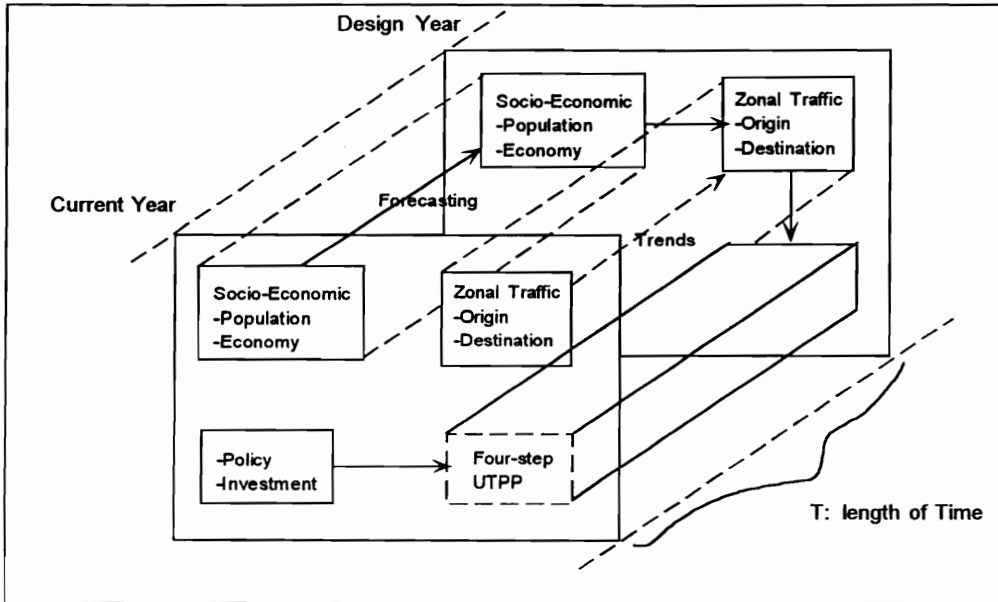 Design Year
Socio-Economic
-Population
-Economy
Zonal Traffic
-Origin
-Destination
Current Year
Forecasting
Trends
Socio-Economic
-Population
-Economy
Zonal Traffic
-Origin
-Destination
-Policy
-Investment
Four-step
UTPP
T: length of Time